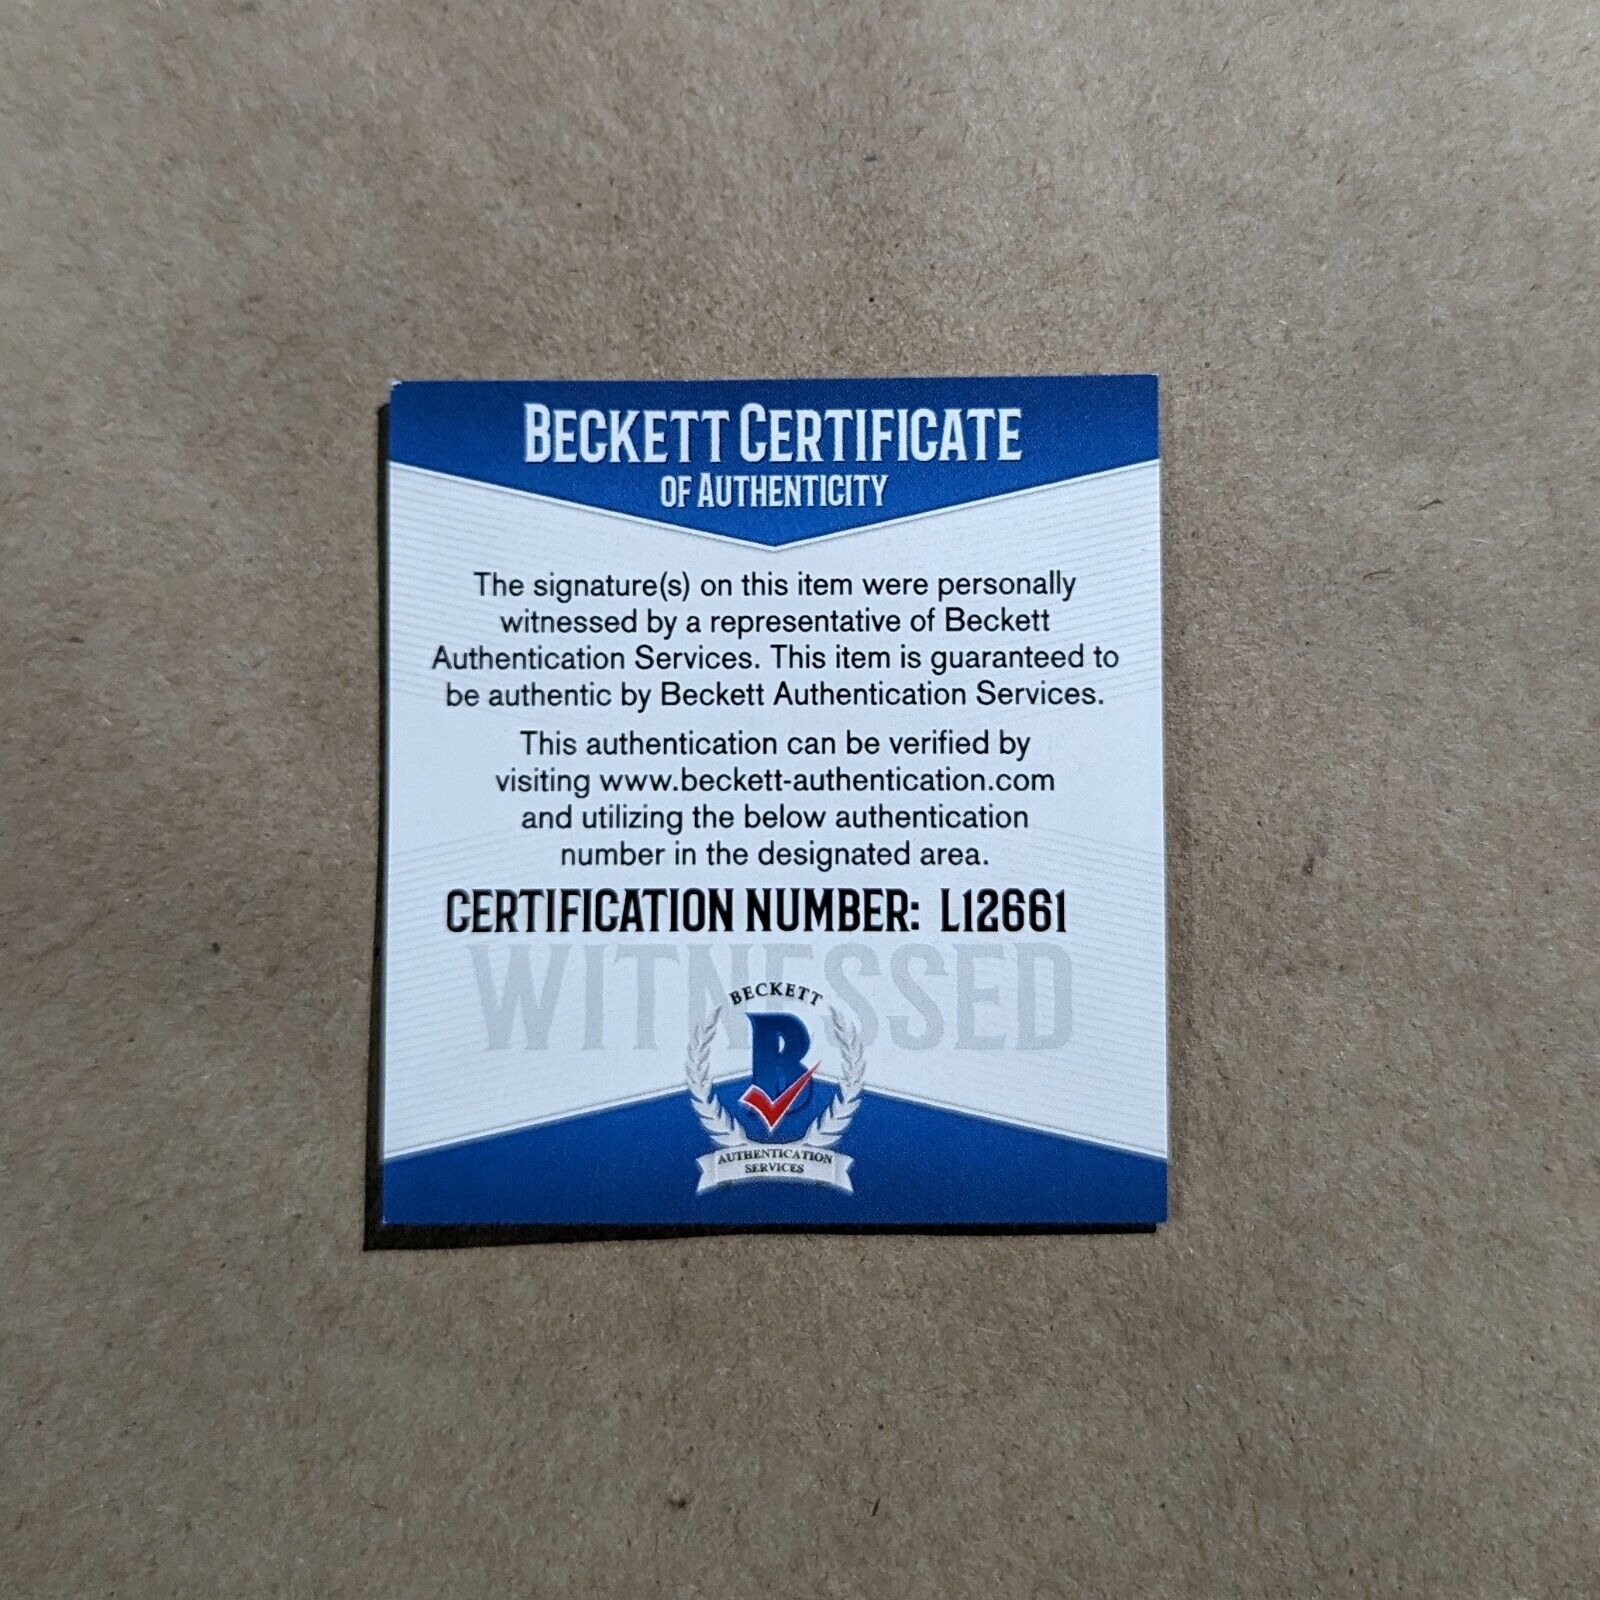 BECKETT CERTIFICATE
OF AUTHENTICITY
The signature(s) on this item were personally
witnessed by a representative of Beckett
Authentication Services. This item is guaranteed to
be authentic by Beckett Authentication Services.
This authentication can be verified by
visiting www.beckett-authentication.com
and utilizing the below authentication
number in the designated area.
CERTIFICATION NUMBER: L12661
WITNESSED
BECKETT
B
AUTHENTICATION
SERVICES